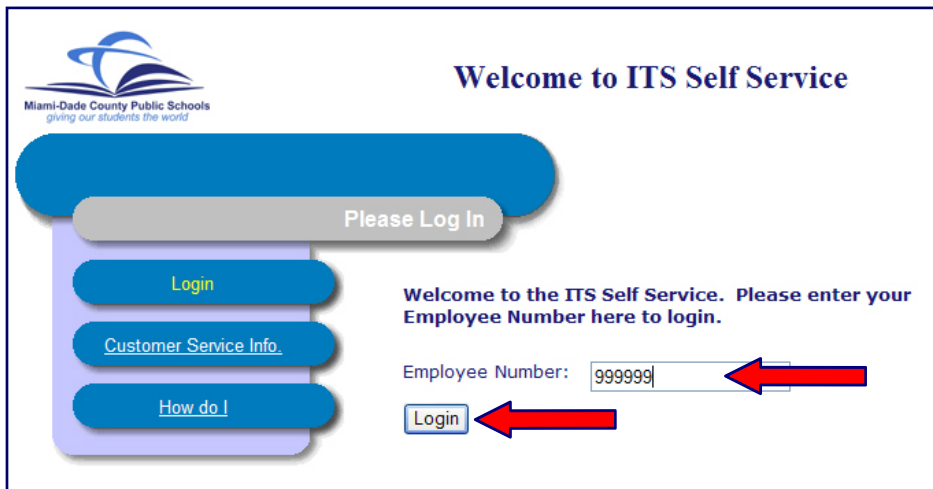 Miami-Dade County Public Schools
giving our students the world
Welcome to ITS Self Service
Please Log In
Login
Customer Service Info.
How do I
Welcome to the ITS Self Service. Please enter your
Employee Number here to login.
Employee Number: 999999
Login